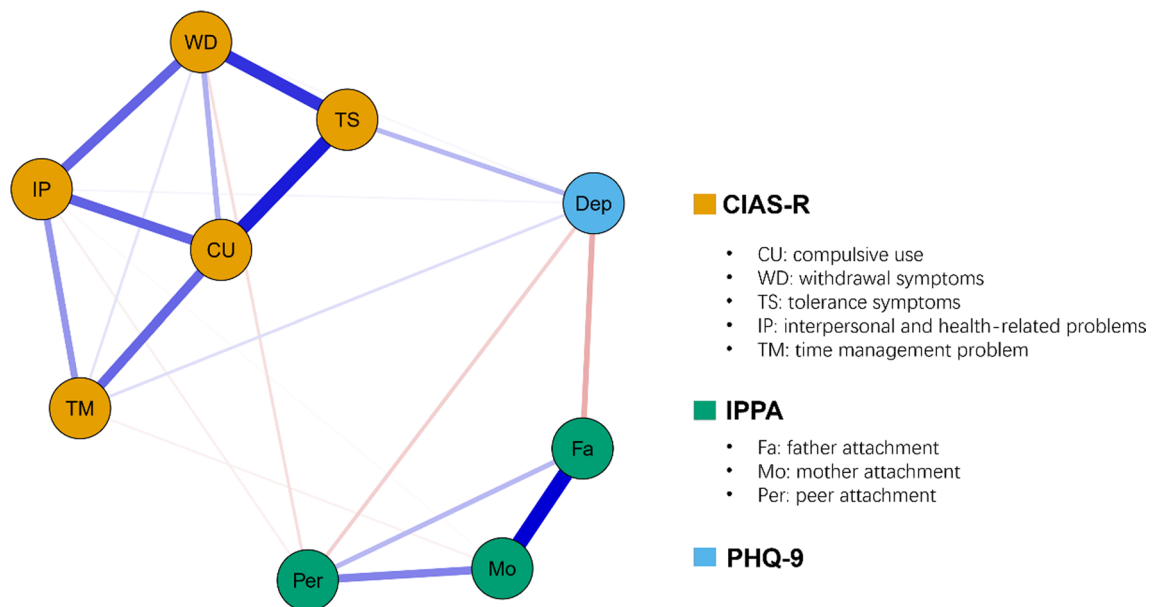 WD
TS
IP
Dep
CU
TM
Fa
Mo
Per
CIAS-R
• CU: compulsive use
• WD: withdrawal symptoms
• TS: tolerance symptoms
• IP: interpersonal and health-related problems
• TM: time management problem
IPPA
• Fa: father attachment
• Mo: mother attachment
• Per: peer attachment
PHQ-9